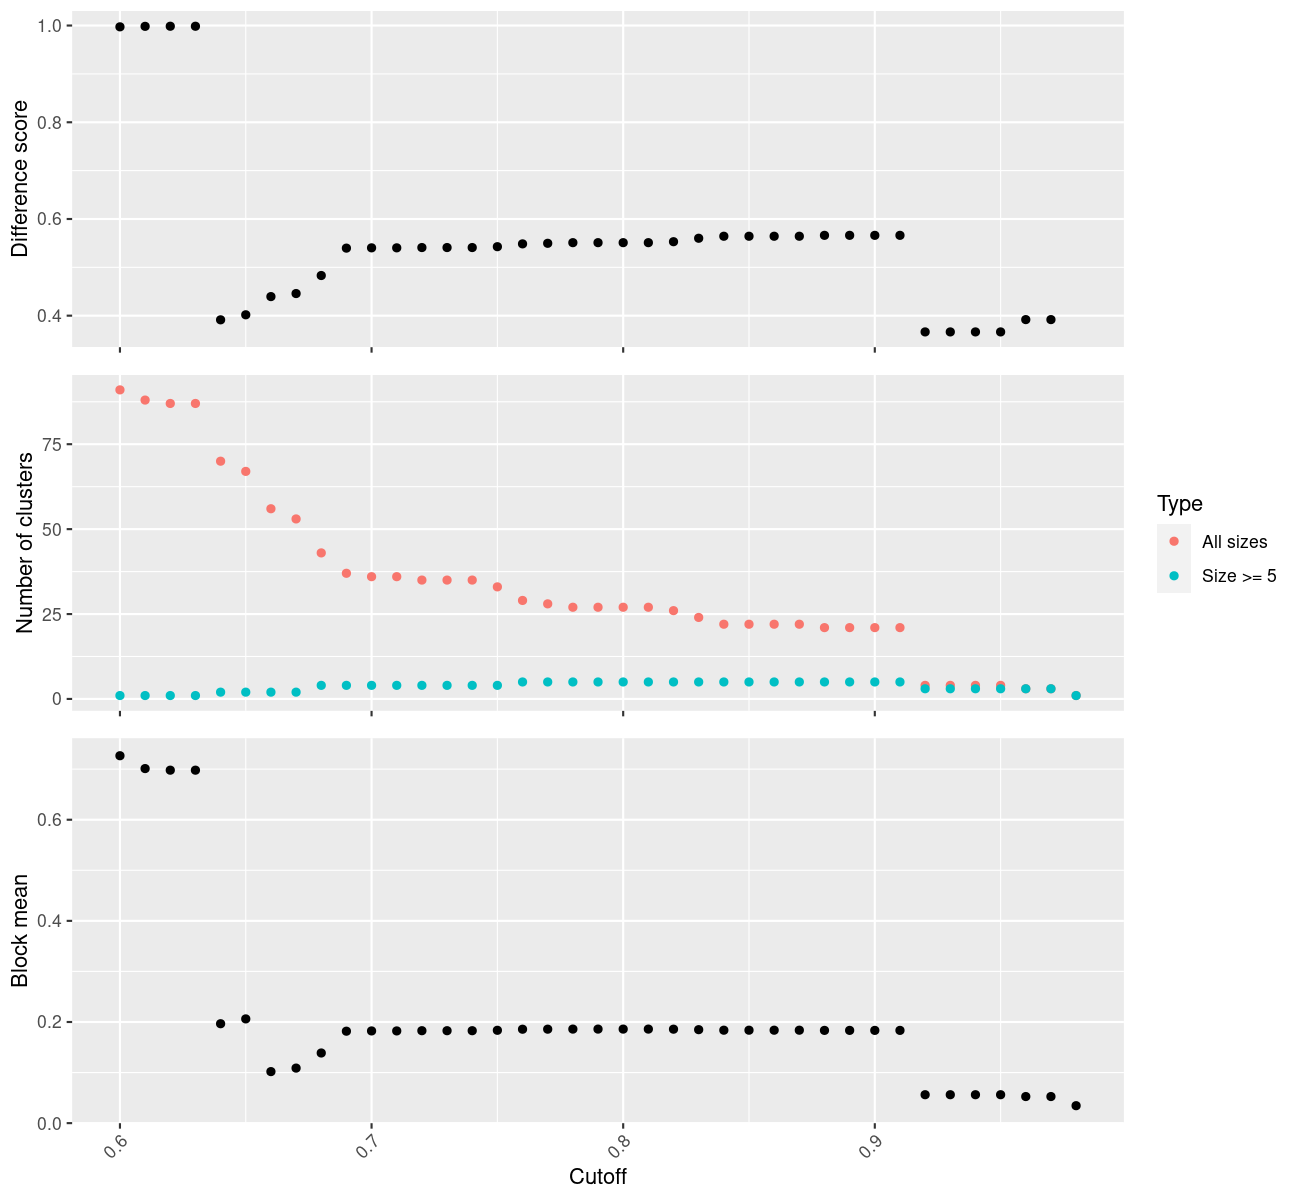 Difference score
1.0
0.8
0.6
0.4
Number of clusters
75
50
25
0
Type
All sizes
Size >= 5
Block mean
0.6
0.4
0.2
0.0
0.6
0.7
0.8
0.9
Cutoff